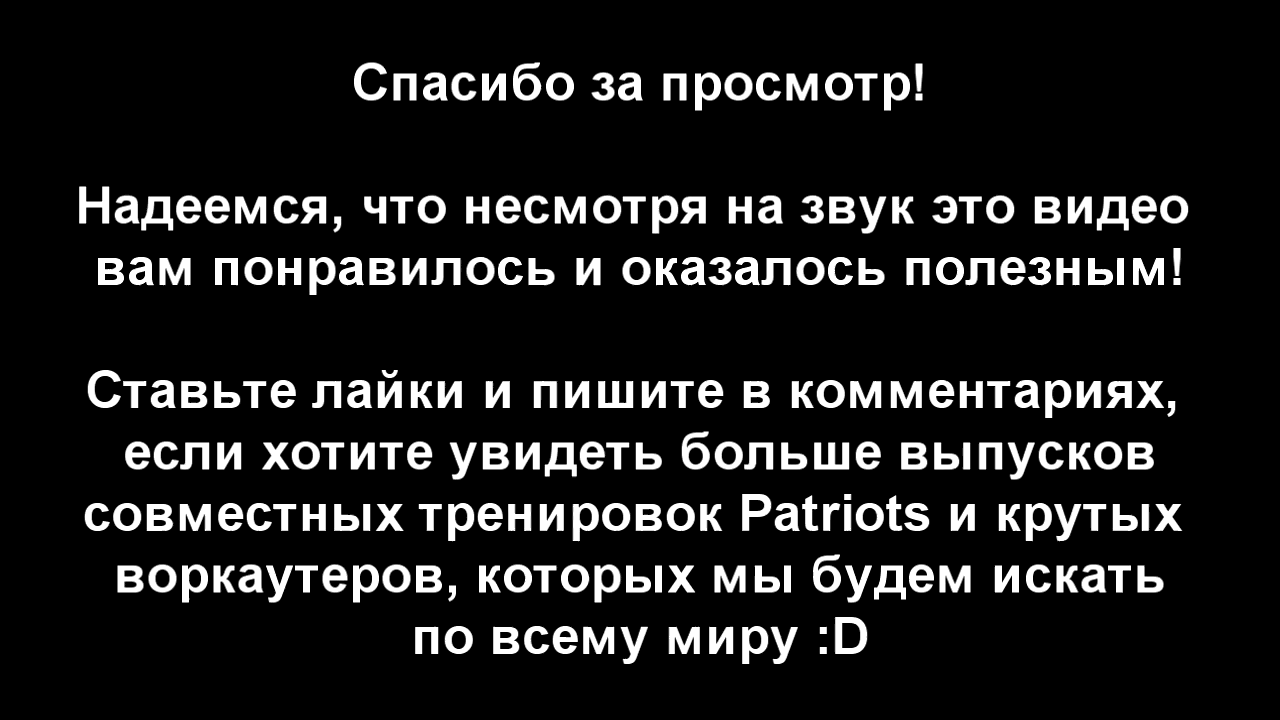 Спасибо за просмотр!
Надеемся, что несмотря на звук это видео
вам понравилось и оказалось полезным!
Ставьте лайки и пишите в комментариях,
если хотите увидеть больше выпусков
совместных тренировок Patriots и крутых
воркаутеров, которых мы будем искать
по всему миру :D